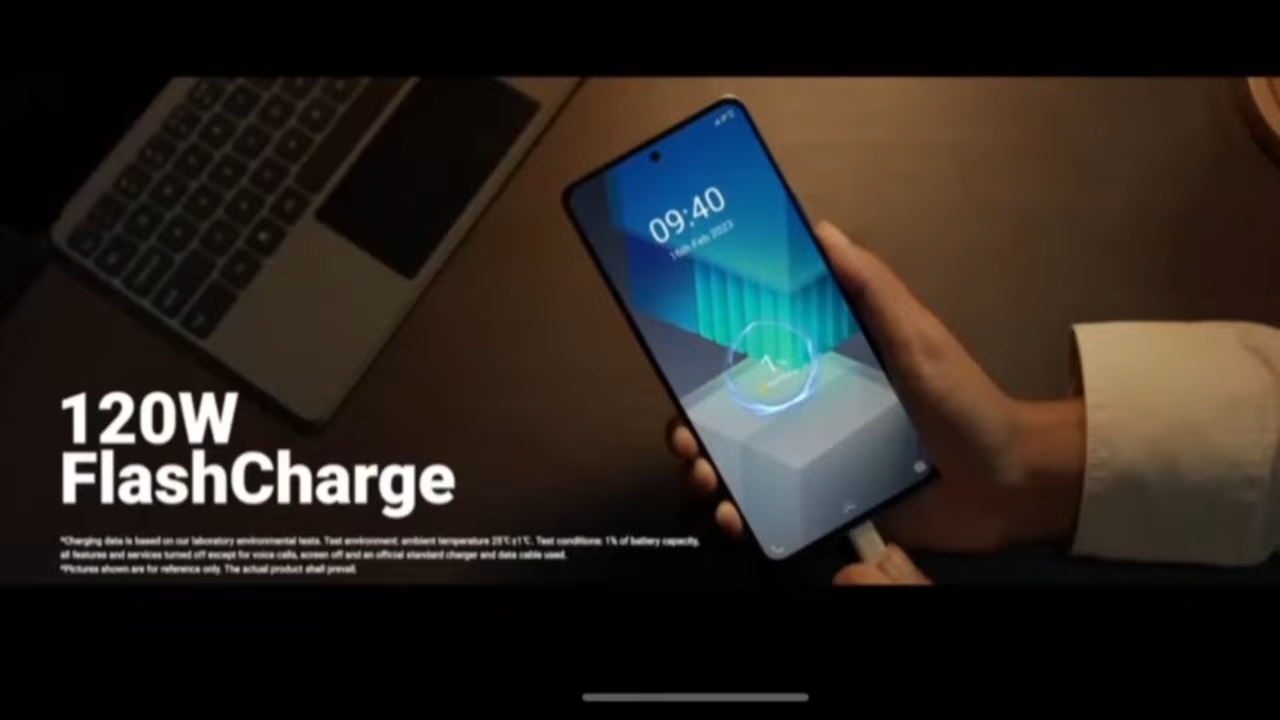 09:40
16th Feb 2023
120W
FlashCharge
*Charging data is based on our laboratory environmental tests. Test environment: ambient temperature 25°C±1°C. Test conditions: 1% of battery capacity,
all features and services turned off except for voice calls, screen off and an official standard charger and data cable used.
*Pictures shown are for reference only. The actual product shall prevail.